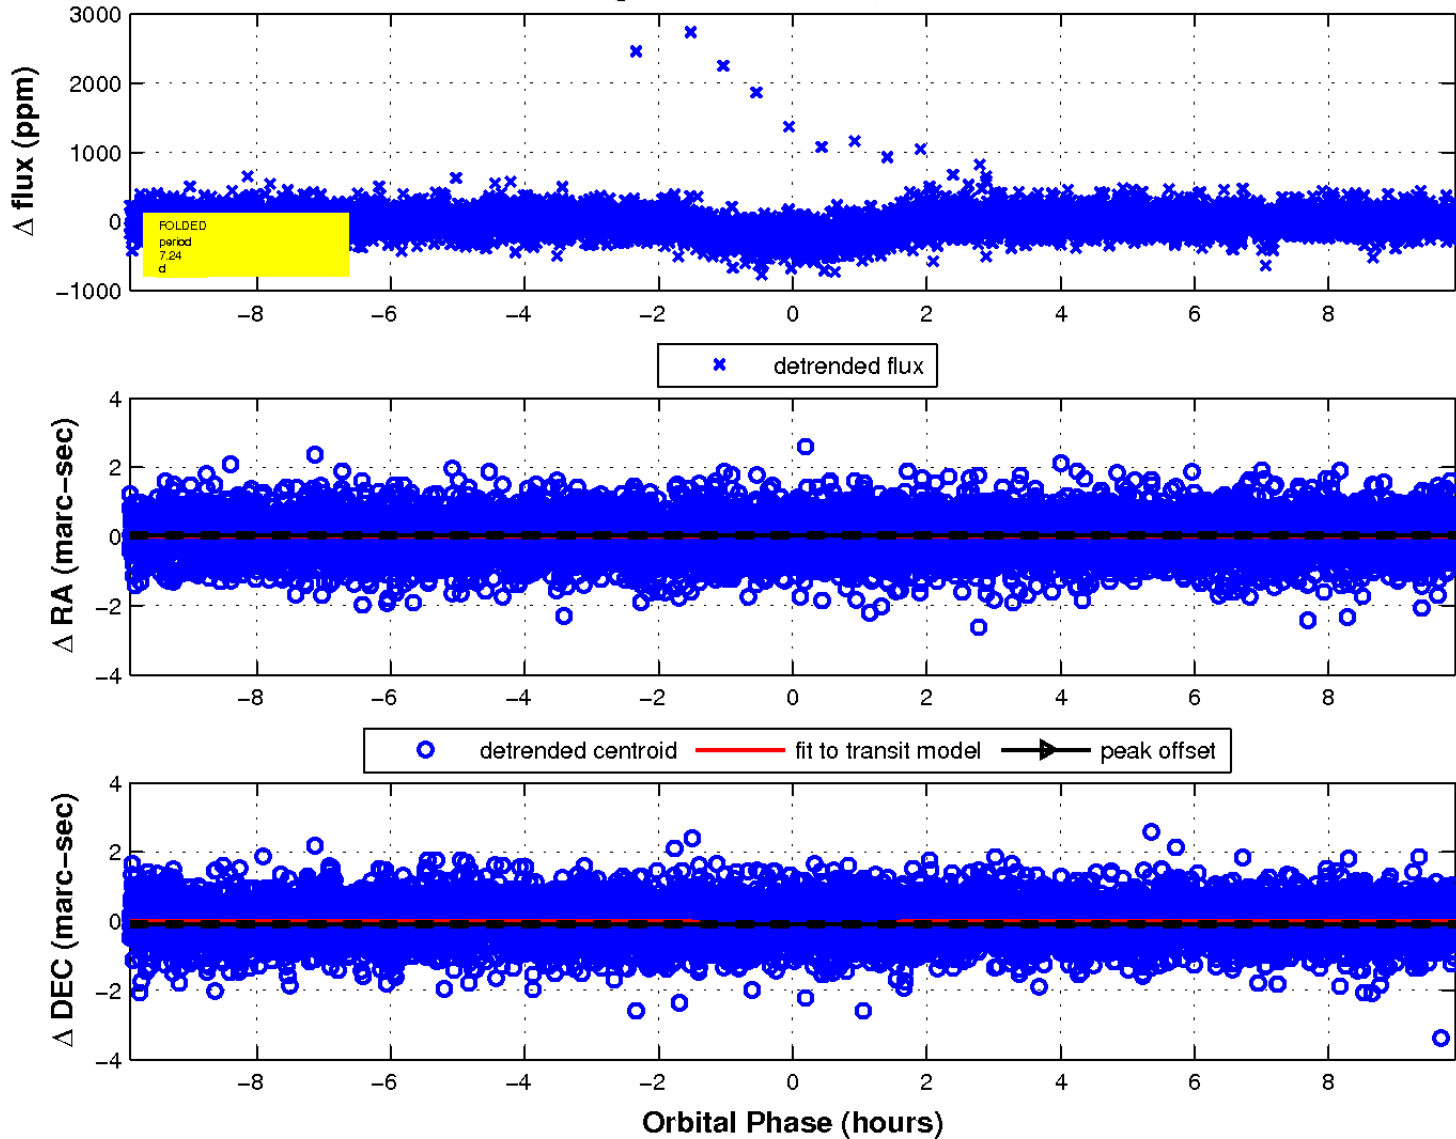 3000
2000
1000
0
−1000
Δ flux (ppm)
FOLDED
period
7.24
d
−8 −6 −4 −2 0 2 4 6 8
detrended flux
4
2
0
−2
−4
Δ RA (marc−sec)
−8 −6 −4 −2 0 2 4 6 8
detrended centroid fit to transit model peak offset
4
2
0
−2
−4
Δ DEC (marc−sec)
−8 −6 −4 −2 0 2 4 6 8
Orbital Phase (hours)